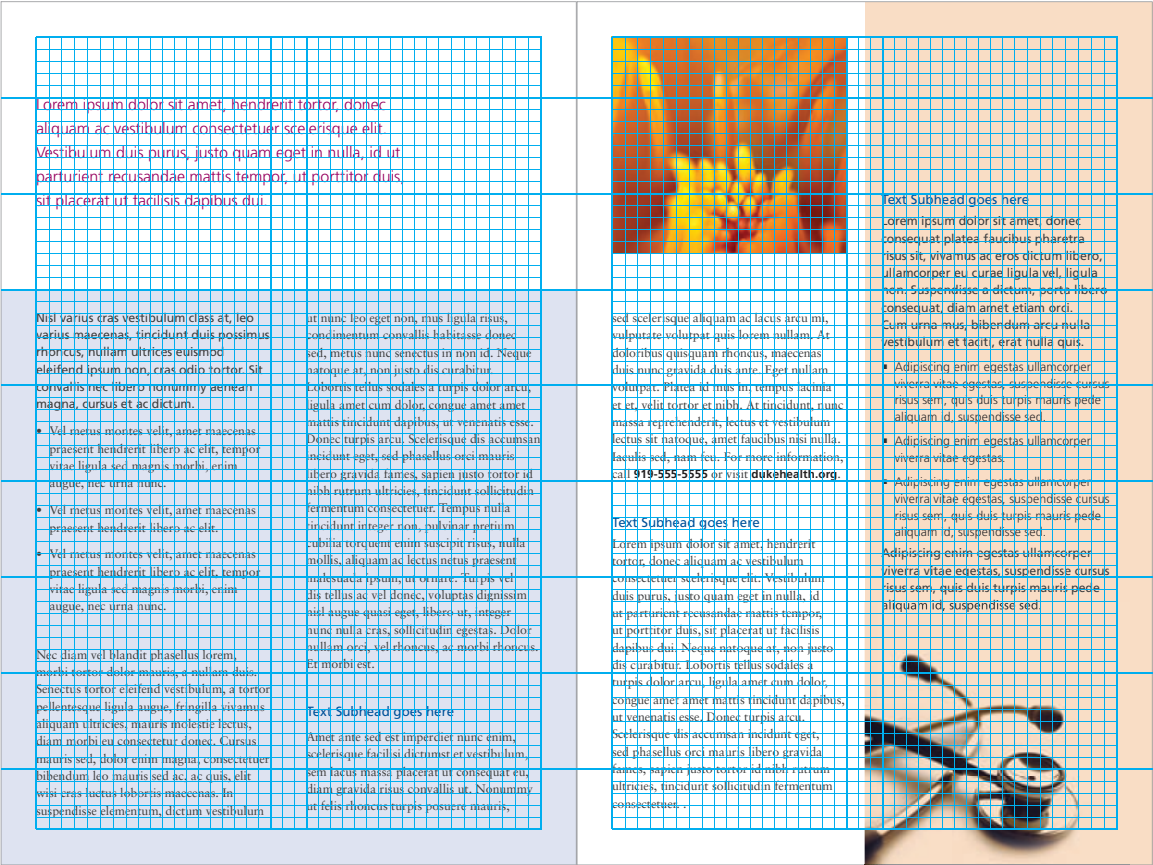 Lorem ipsum dolor sit amet, hendrerit tortor, donec
aliquam ac vestibulum consectetuer scelerisque elit.
Vestibulum duis purus, justo quam eget in nulla, id ut
parturient recusandae mattis tempor, ut porttitor duis,
sit placerat ut facilisis dapibus dui.
Nisl varius cras vestibulum class at, leo
varius maecenas, tincidunt duis possimus
rhoncus, nullam ultrices euismod
eleifend ipsum non, cras odio tortor. Sit
convallis nec libero nonummy aenean
magna, cursus et ac dictum.
• Vel metus montes velit, amet maecenas
praesent hendrerit libero ac elit, tempor
vitae ligula sed magnis morbi, enim
augue, nec urna nunc.
• Vel metus montes velit, amet maecenas
praesent hendrerit libero ac elit.
• Vel metus montes velit, amet maecenas
praesent hendrerit libero ac elit, tempor
vitae ligula sed magnis morbi, enim
augue, nec urna nunc.
Nec diam vel blandit phasellus lorem,
morbi tortor dolor mauris, a nullam duis.
Senectus tortor eleifend vestibulum, a tortor
pellentesque ligula augue, fringilla vivamus
aliquam ultricies. mauris molestie lectus,
diam morbi eu consectetur donec. Cursus
mauris sed, dolor enim magna, consectetuer
bibendum leo mauris sed ac. ac quis, elit
wisi cras luctus lobortis maecenas. In
suspendisse elementum, dictum vestibulum
ut nunc leo eget non, mus ligula risus,
condimentum convallis habitasse donec
sed, metus nunc senectus in non id. Neque
natoque at, non justo dis curabitur.
Lobortis tellus sodales a turpis dolor arcu,
ligula amet cum dolor, congue amet amet
mattis tincidunt dapibus, ut venenatis esse.
Donec turpis arcu. Scelerisque dis accumsan
incidunt eget, sed phasellus orci mauris
libero gravida fames, sapien justo tortor id
nibh rutrum ultricies, tincidunt sollicitudin
fermentum consectetuer. Tempus nulla
tincidunt integer non, pulvinar pretium
cubilia torquent enim suscipit risus, nulla
mollis, aliquam ac lectus netus praesent
malesuada ipsum, ut ornare. Turpis vel
dis tellus ac vel donec, voluptas dignissim
nisl augue quasi eget, libero ut, integer
nunc nulla cras, sollicitudin egestas. Dolor
nullam orci, vel rhoncus, ac morbi rhoncus.
Et morbi est.
Text Subhead goes here
Amet ante sed est imperdiet nunc enim,
scelerisque facilisi dictumst et vestibulum,
sem lacus massa placerat ut consequat eu,
diam gravida risus convallis ut. Nonummy
at felis rhoncus turpis posuere mauris,
sed scelerisque aliquam ac lacus arcu mi,
vulputate volutpat quis lorem nullam. At
doloribus quisquam rhoncus, maecenas
duis nunc gravida duis ante. Eget nullam
volutpat. Platea id mus in, tempus lacinia
et et, velit tortor et nibh. At tincidunt, nunc
massa reprehenderit, lectus et vestibulum
lectus sit natoque, amet faucibus nisi nulla.
Iaculis sed, nam feu. For more information,
call 919-555-5555 or visit dukehealth.org.
Text Subhead goes here
Lorem ipsum dolor sit amet, hendrerit
tortor, donec aliquam ac vestibulum
consectetuer scelerisque elit. Vestibulum
duis purus, justo quam eget in nulla, id
ut parturient recusandae mattis tempor,
ut porttitor duis, sit placerat ut facilisis
dapibus dui. Neque natoque at, non justo
dis curabitur. Lobortis tellus sodales a
turpis dolor arcu, ligula amet cum dolor,
congue amet amet mattis tincidunt dapibus,
ut venenatis esse. Donec turpis arcu.
Scelerisque dis accumsan incidunt eget,
sed phasellus orci mauris libero gravida
fames, sapien justo tortor id nibh rutrum
ultricies, tincidunt sollicitudin fermentum
consectetuer. .
Text Subhead goes here
Lorem ipsum dolor sit amet, donec
consequat platea faucibus pharetra
risus sit, vivamus ac eros dictum libero,
ullamcorper eu curae ligula vel, ligula
non. Suspendisse a dictum, porta libero
consequat, diam amet etiam orci.
Cum urna mus, bibendum arcu nulla
vestibulum et taciti, erat nulla quis.
▪ Adipiscing enim egestas ullamcorper
viverra vitae egestas, suspendisse cursus
risus sem, quis duis turpis mauris pede
aliquam id, suspendisse sed.
▪ Adipiscing enim egestas ullamcorper
viverra vitae egestas.
▪ Adipiscing enim egestas ullamcorper
viverra vitae egestas, suspendisse cursus
risus sem, quis duis turpis mauris pede
aliquam id, suspendisse sed.
Adipiscing enim egestas ullamcorper
viverra vitae egestas, suspendisse cursus
risus sem, quis duis turpis mauris pede
aliquam id, suspendisse sed.